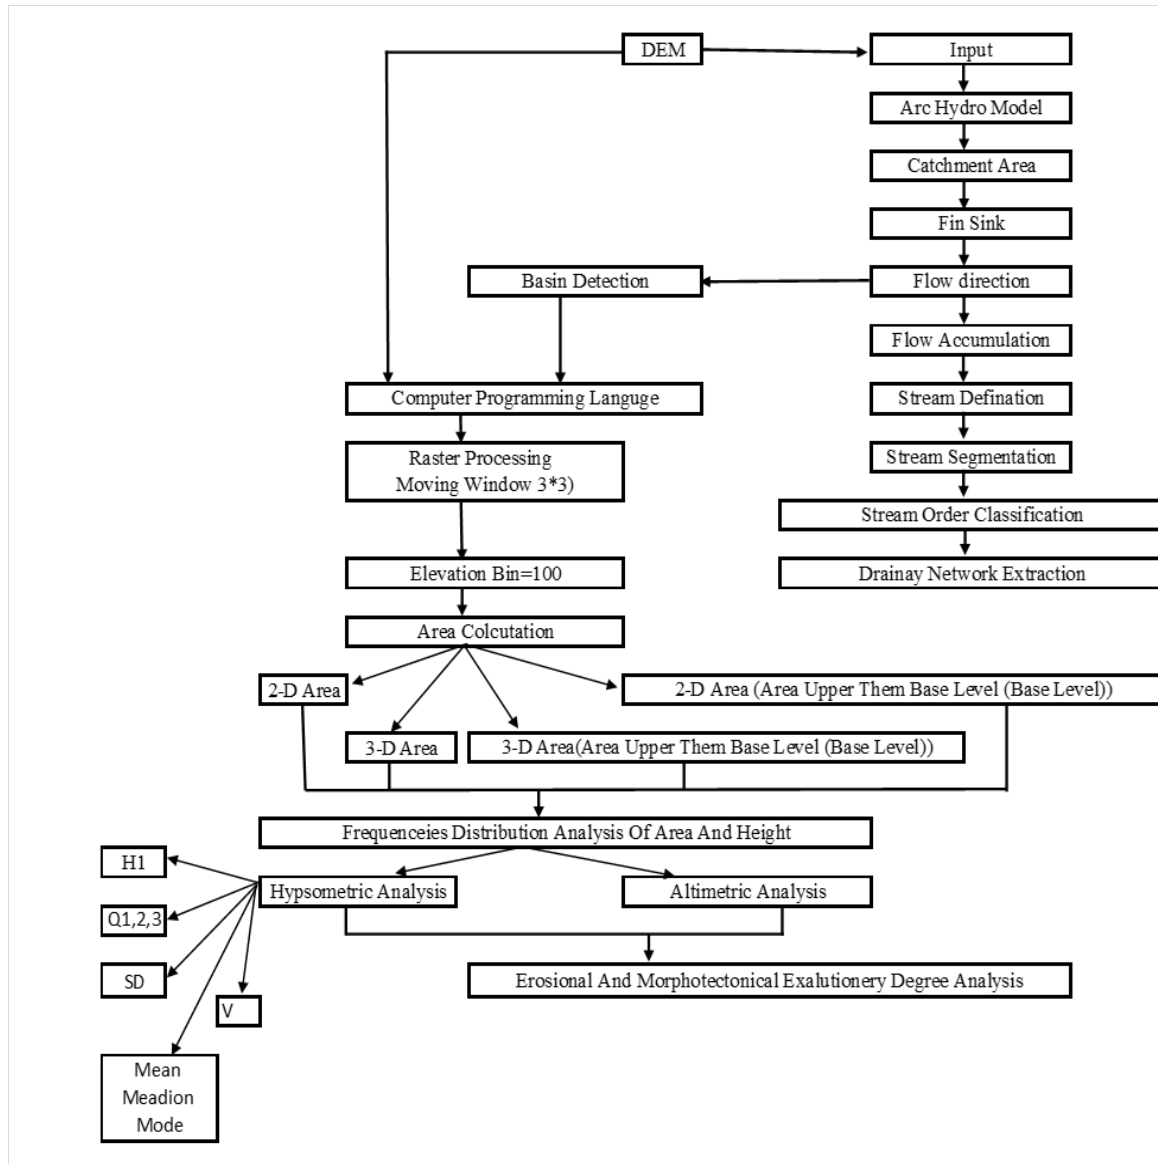 DEM
Input
Arc Hydro Model
Catchment Area
Fin Sink
Basin Detection
Flow direction
Flow Accumulation
Computer Programming Languge
Stream Defination
Raster Processing
Moving Window 3*3)
Stream Segmentation
Stream Order Classification
Elevation Bin=100
Drainay Network Extraction
Area Colcutation
2-D Area
2-D Area (Area Upper Them Base Level (Base Level))
3-D Area
3-D Area(Area Upper Them Base Level (Base Level))
Frequenceies Distribution Analysis Of Area And Height
H1
Hypsometric Analysis
Altimetric Analysis
Q1,2,3
SD
Erosional And Morphotectonical Exalutionery Degree Analysis
V
Mean
Meadion
Mode